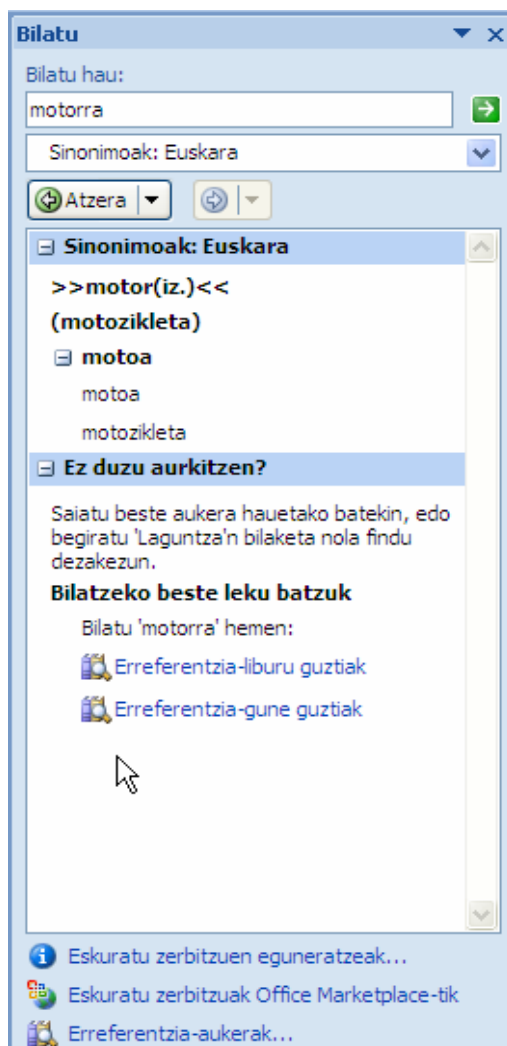 Bilatu
Bilatu hau:
motorra
Sinonimoak: Euskara
Atzera
Sinonimoak: Euskara
>>motor(iz.)<<
(motozikleta)
motoa
motoa
motozikleta
Ez duzu aurkitzen?
Saiatu beste aukera hauetako batekin, edo
begiratu 'Laguntza'n bilaketa nola findu
dezakezun.
Bilatzeko beste leku batzuk
Bilatu 'motorra' hemen:
Erreferentzia-liburu guztiak
Erreferentzia-gune guztiak
Eskuratu zerbitzuen eguneratzeak...
Eskuratu zerbitzuak Office Marketplace-tik
Erreferentzia-aukerak...